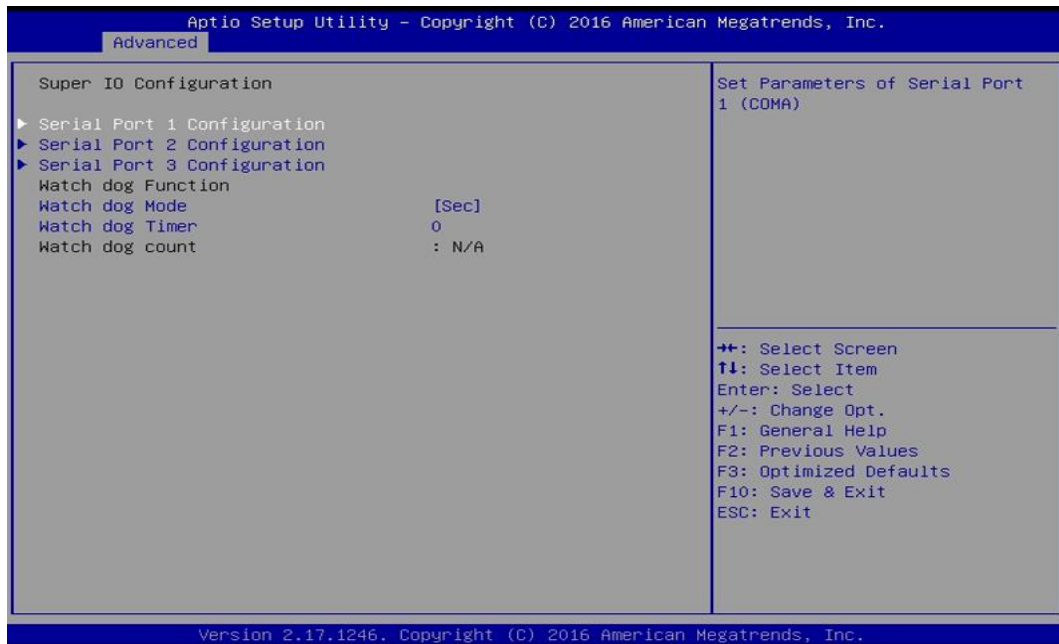 Aptio Setup Utility – Copyright (C) 2016 American Megatrends, Inc.
Advanced
Super IO Configuration
Serial Port 1 Configuration
Serial Port 2 Configuration
Serial Port 3 Configuration
Watch dog Function
Watch dog Mode [Sec]
Watch dog Timer 0
Watch dog count : N/A
Set Parameters of Serial Port
1 (COMA)
→←: Select Screen
↑↓: Select Item
Enter: Select
+/-: Change Opt.
F1: General Help
F2: Previous Values
F3: Optimized Defaults
F10: Save & Exit
ESC: Exit
Version 2.17.1246. Copyright (C) 2016 American Megatrends, Inc.